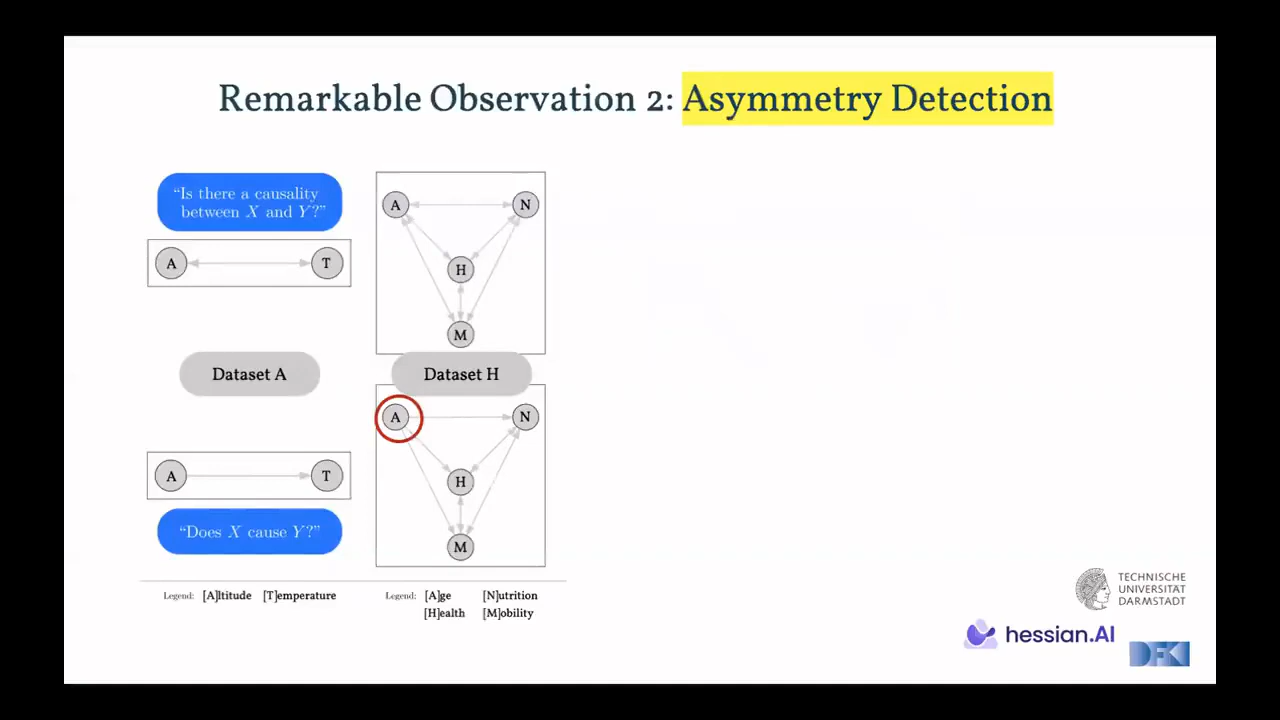 Remarkable Observation 2: Asymmetry Detection
“Is there a causality
between X and Y?”
A
T
A
N
H
M
Dataset A
Dataset H
A
T
“Does X cause Y?”
A
N
H
M
Legend: [A]ltitude [T]emperature
Legend: [A]ge [N]utrition
[H]ealth [M]obility
TECHNISCHE
UNIVERSITÄT
DARMSTADT
hessian.AI
DFKI